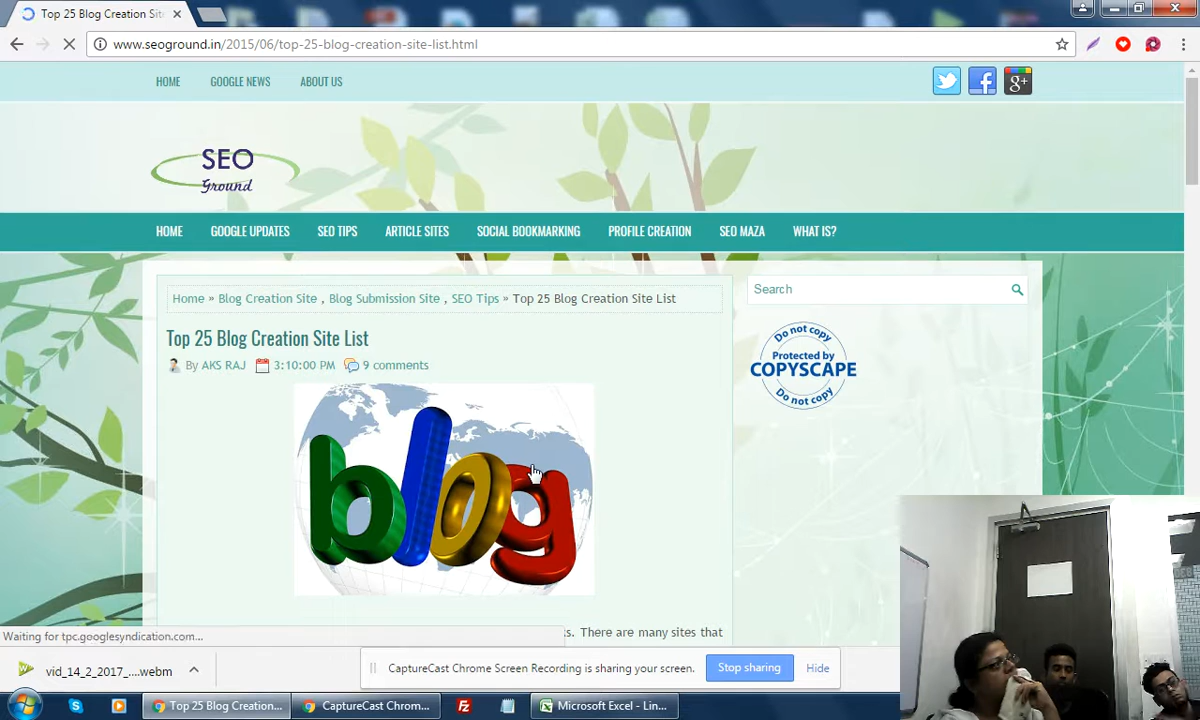 Top 25 Blog Creation Sit
www.seoground.in/2015/06/top-25-blog-creation-site-list.html
HOME GOOGLE NEWS ABOUT US
SEO
Ground
HOME GOOGLE UPDATES SEO TIPS ARTICLE SITES SOCIAL BOOKMARKING PROFILE CREATION SEO MAZA WHAT IS?
Home » Blog Creation Site , Blog Submission Site , SEO Tips » Top 25 Blog Creation Site List
Search
Top 25 Blog Creation Site List
By AKS RAJ 3:10:00 PM 9 comments
Do not copy
Protected by
COPYSCAPE
Do not copy
blog
s. There are many sites that
Waiting for tpc.googlesyndication.com...
vid_14_2_2017_....webm
CaptureCast Chrome Screen Recording is sharing your screen. Stop sharing Hide
Top 25 Blog Creation... CaptureCast Chrom... Microsoft Excel - Lin...